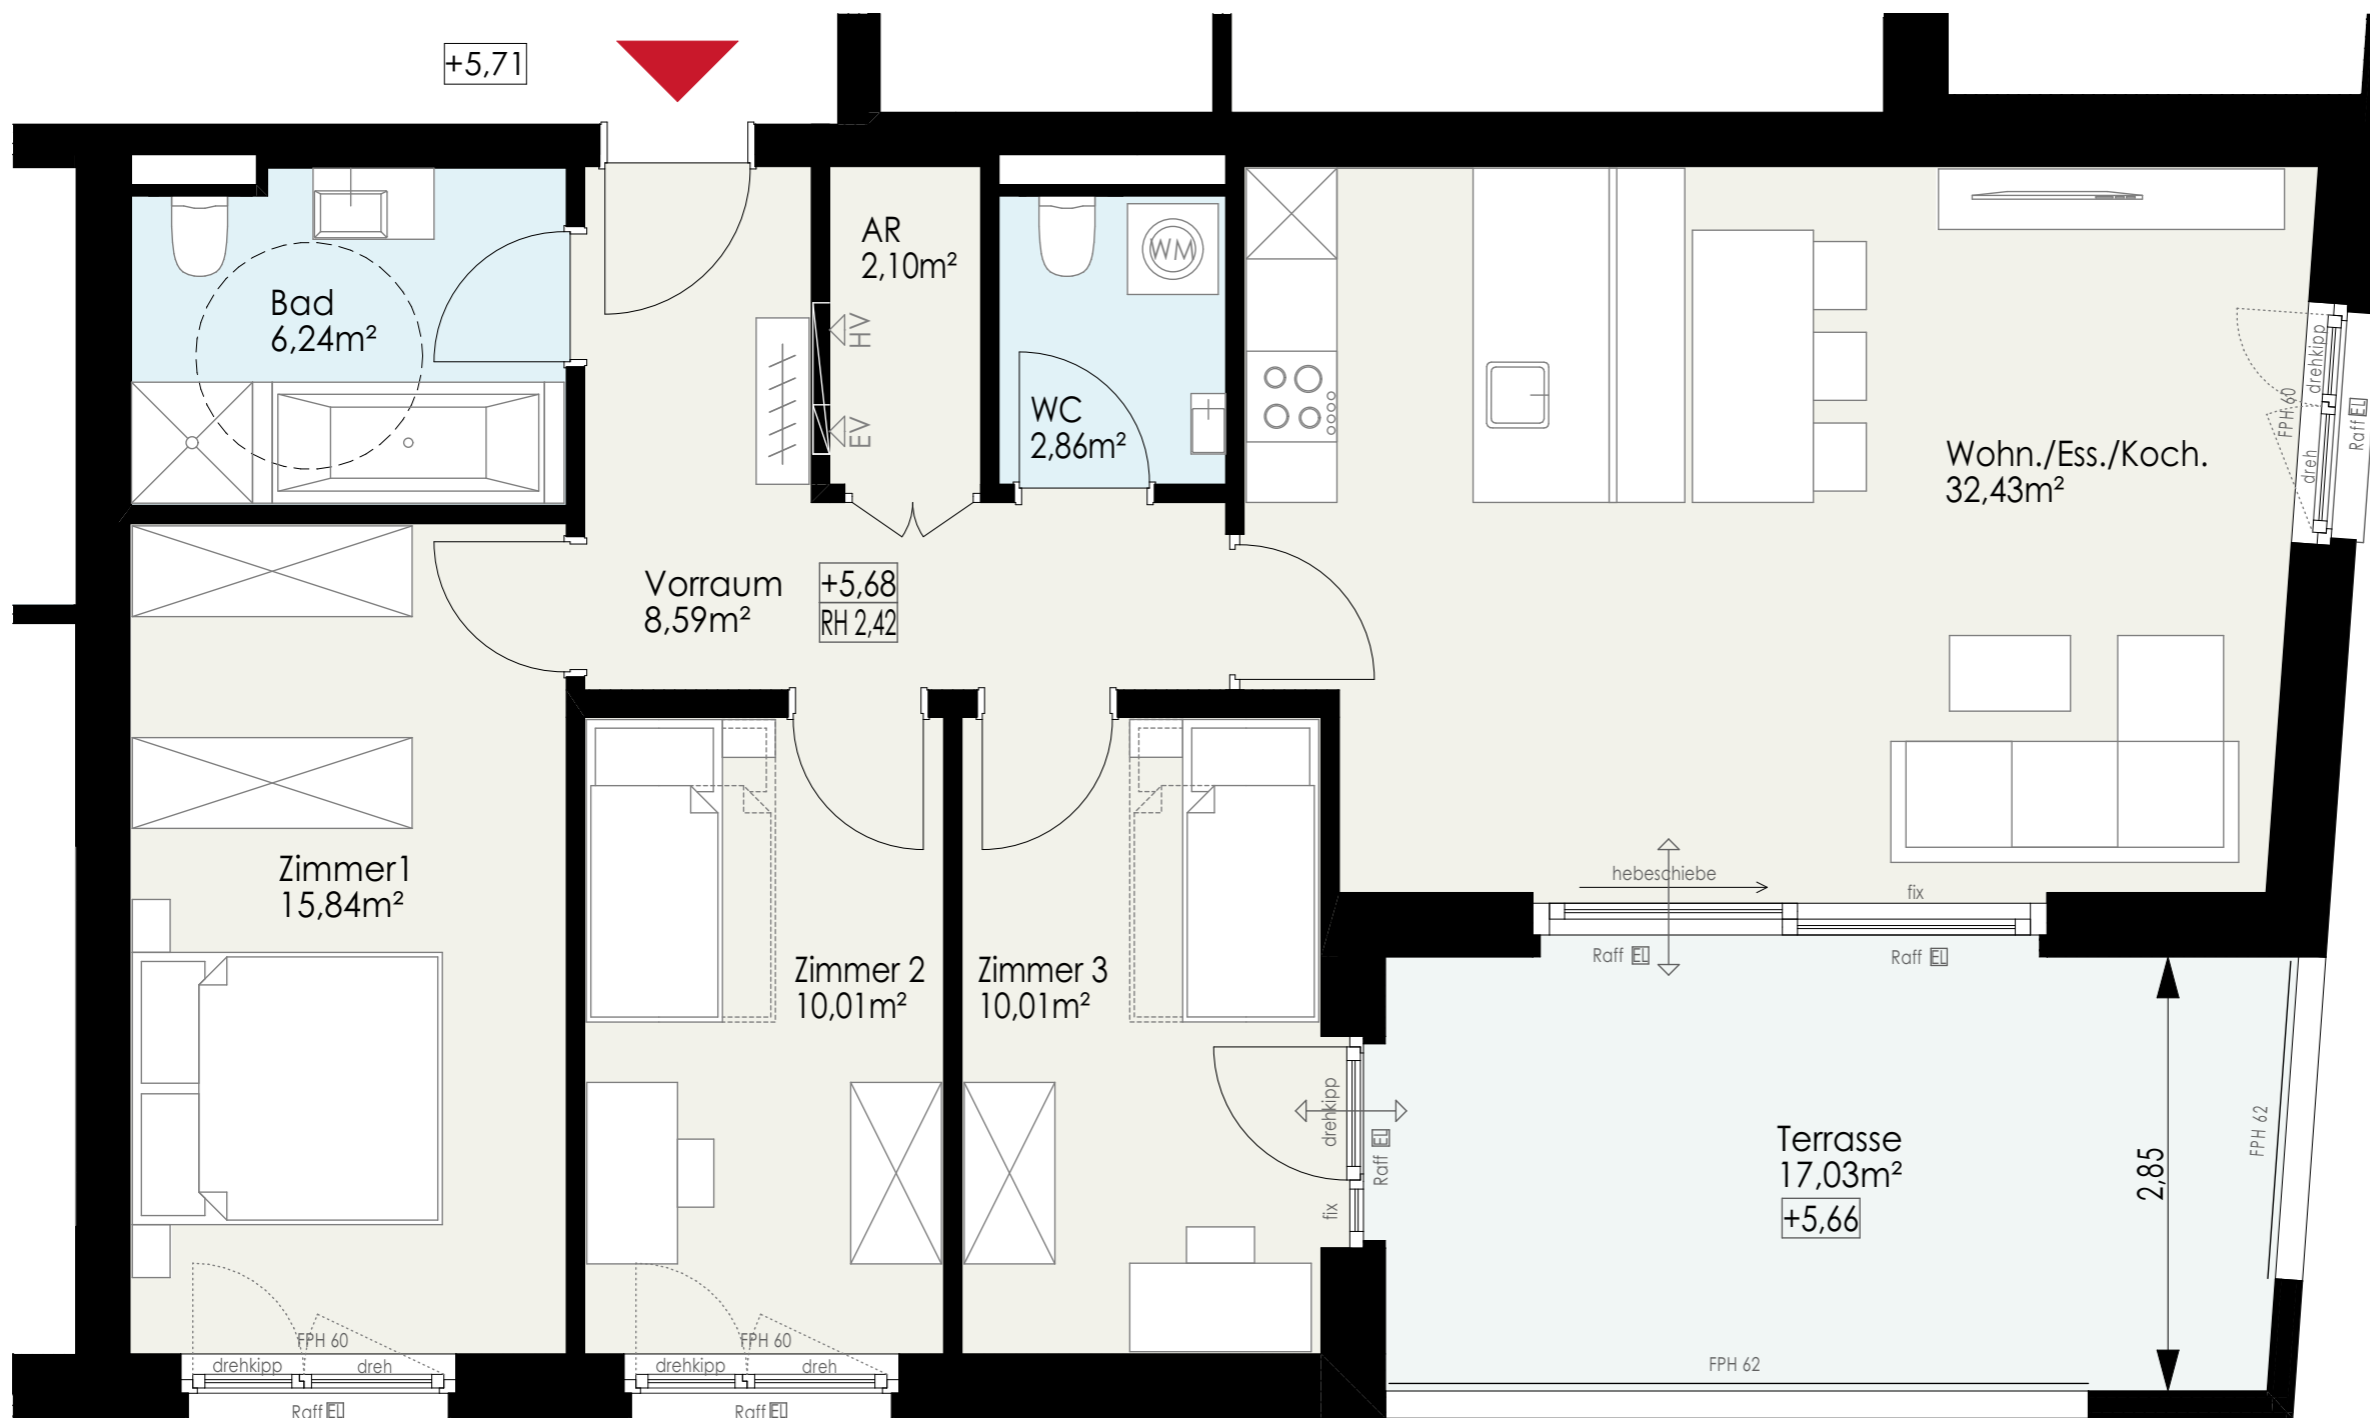 +5,71
AR
2,10m²
WM
Bad
6,24m²
HV
EV
WC
2,86m²
Wohn./Ess./Koch.
32,43m²
drehkipp
FPH 60
dreh
Raff EL
Vorraum
8,59m²
+5,68
RH 2,42
Zimmer1
15,84m²
hebeschiebe
fix
Raff EL
Raff EL
Zimmer 2
10,01m²
Zimmer 3
10,01m²
drehkipp
Raff EL
fix
Terrasse
17,03m²
+5,66
2,85
FPH 62
FPH 60
drehkipp
dreh
Raff EL
FPH 60
drehkipp
dreh
Raff EL
FPH 62